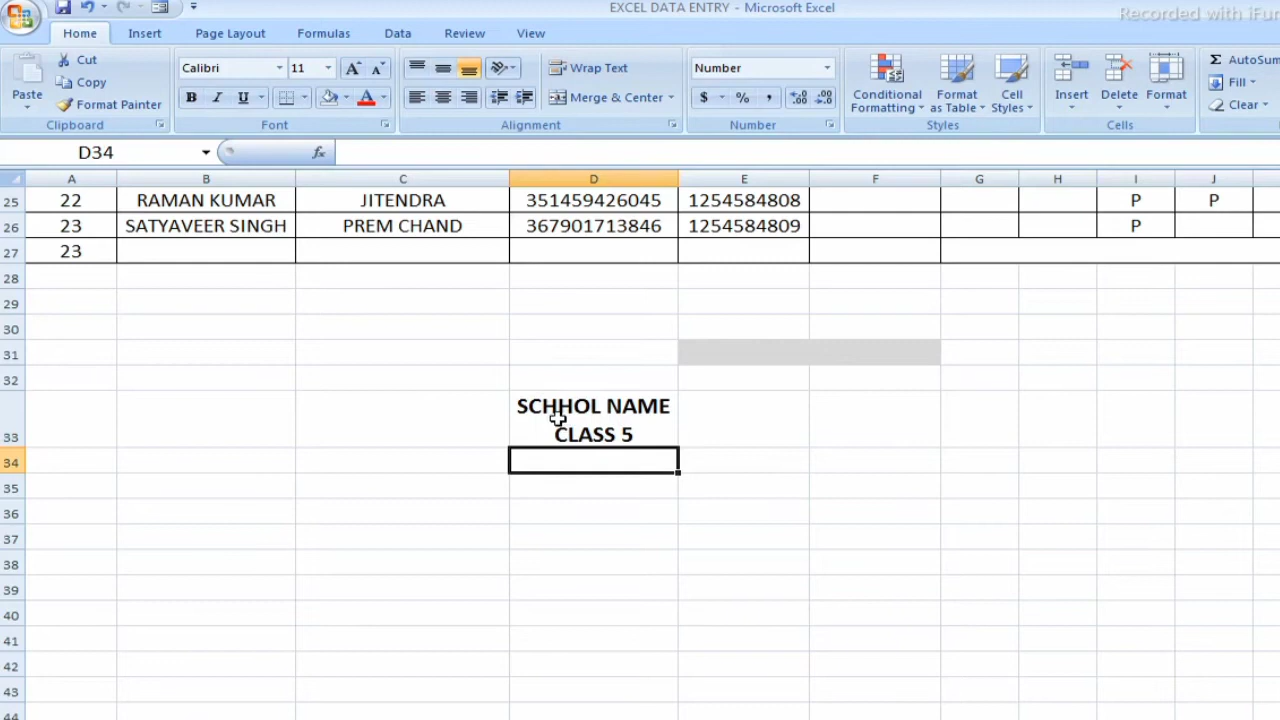 EXCEL DATA ENTRY - Microsoft Excel
Recorded with iFun
Home Insert Page Layout Formulas Data Review View
Paste
Cut
Copy
Format Painter
Clipboard
Calibri 11
B I U A
Font
Wrap Text
Merge & Center
Alignment
Number
$ % ,
Number
Conditional Formatting
Format as Table
Cell Styles
Styles
Insert Delete Format
Cells
Σ AutoSum
Fill
Clear
D34 fx
A B C D E F G H I J
25 22 RAMAN KUMAR JITENDRA 351459426045 1254584808 P P
26 23 SATYAVEER SINGH PREM CHAND 367901713846 1254584809 P
27 23
28
29
30
31
32
SCHHOL NAME
33 CLASS 5
34
35
36
37
38
39
40
41
42
43
44